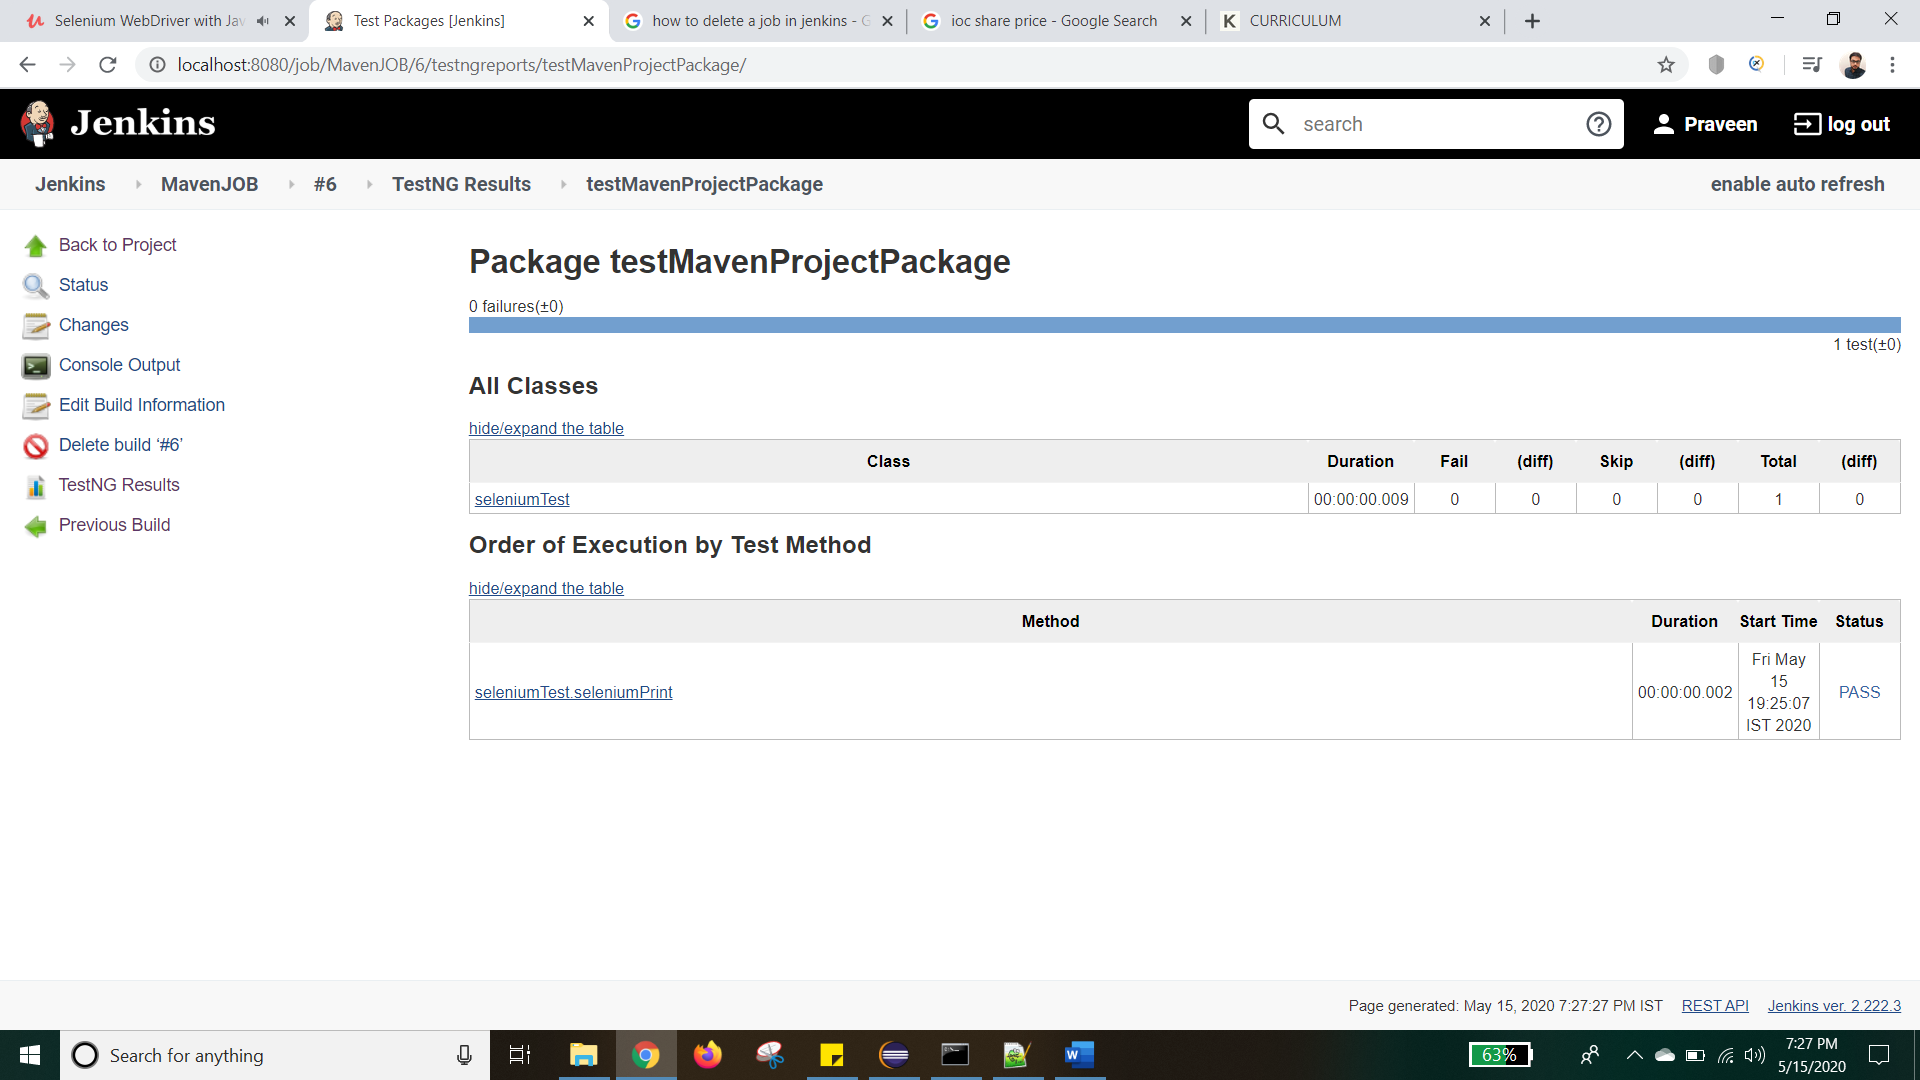 Selenium WebDriver with Jav
Test Packages [Jenkins]
how to delete a job in jenkins - G
ioc share price - Google Search
K CURRICULUM
localhost:8080/job/MavenJOB/6/testngreports/testMavenProjectPackage/
Jenkins
search
Praveen
log out
Jenkins
MavenJOB
#6
TestNG Results
testMavenProjectPackage
enable auto refresh
Back to Project
Status
Changes
Console Output
Edit Build Information
Delete build ‘#6’
TestNG Results
Previous Build
Package testMavenProjectPackage
0 failures(±0)
1 test(±0)
All Classes
hide/expand the table
Class Duration Fail (diff) Skip (diff) Total (diff)
seleniumTest 00:00:00.009 0 0 0 0 1 0
Order of Execution by Test Method
hide/expand the table
Method Duration Start Time Status
seleniumTest.seleniumPrint 00:00:00.002
Fri May
15
19:25:07
IST 2020
PASS
Page generated: May 15, 2020 7:27:27 PM IST REST API Jenkins ver. 2.222.3
Search for anything
63%
7:27 PM
5/15/2020